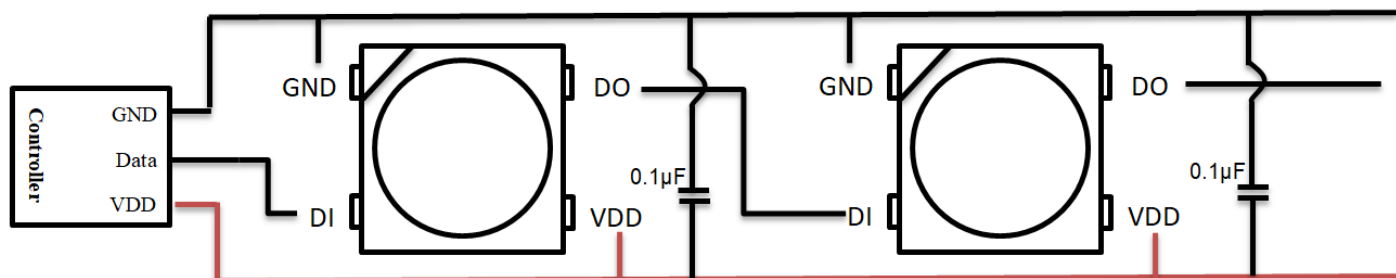 Controller
GND
Data
VDD
GND
DI
DO
VDD
0.1µF
GND
DI
DO
VDD
0.1µF